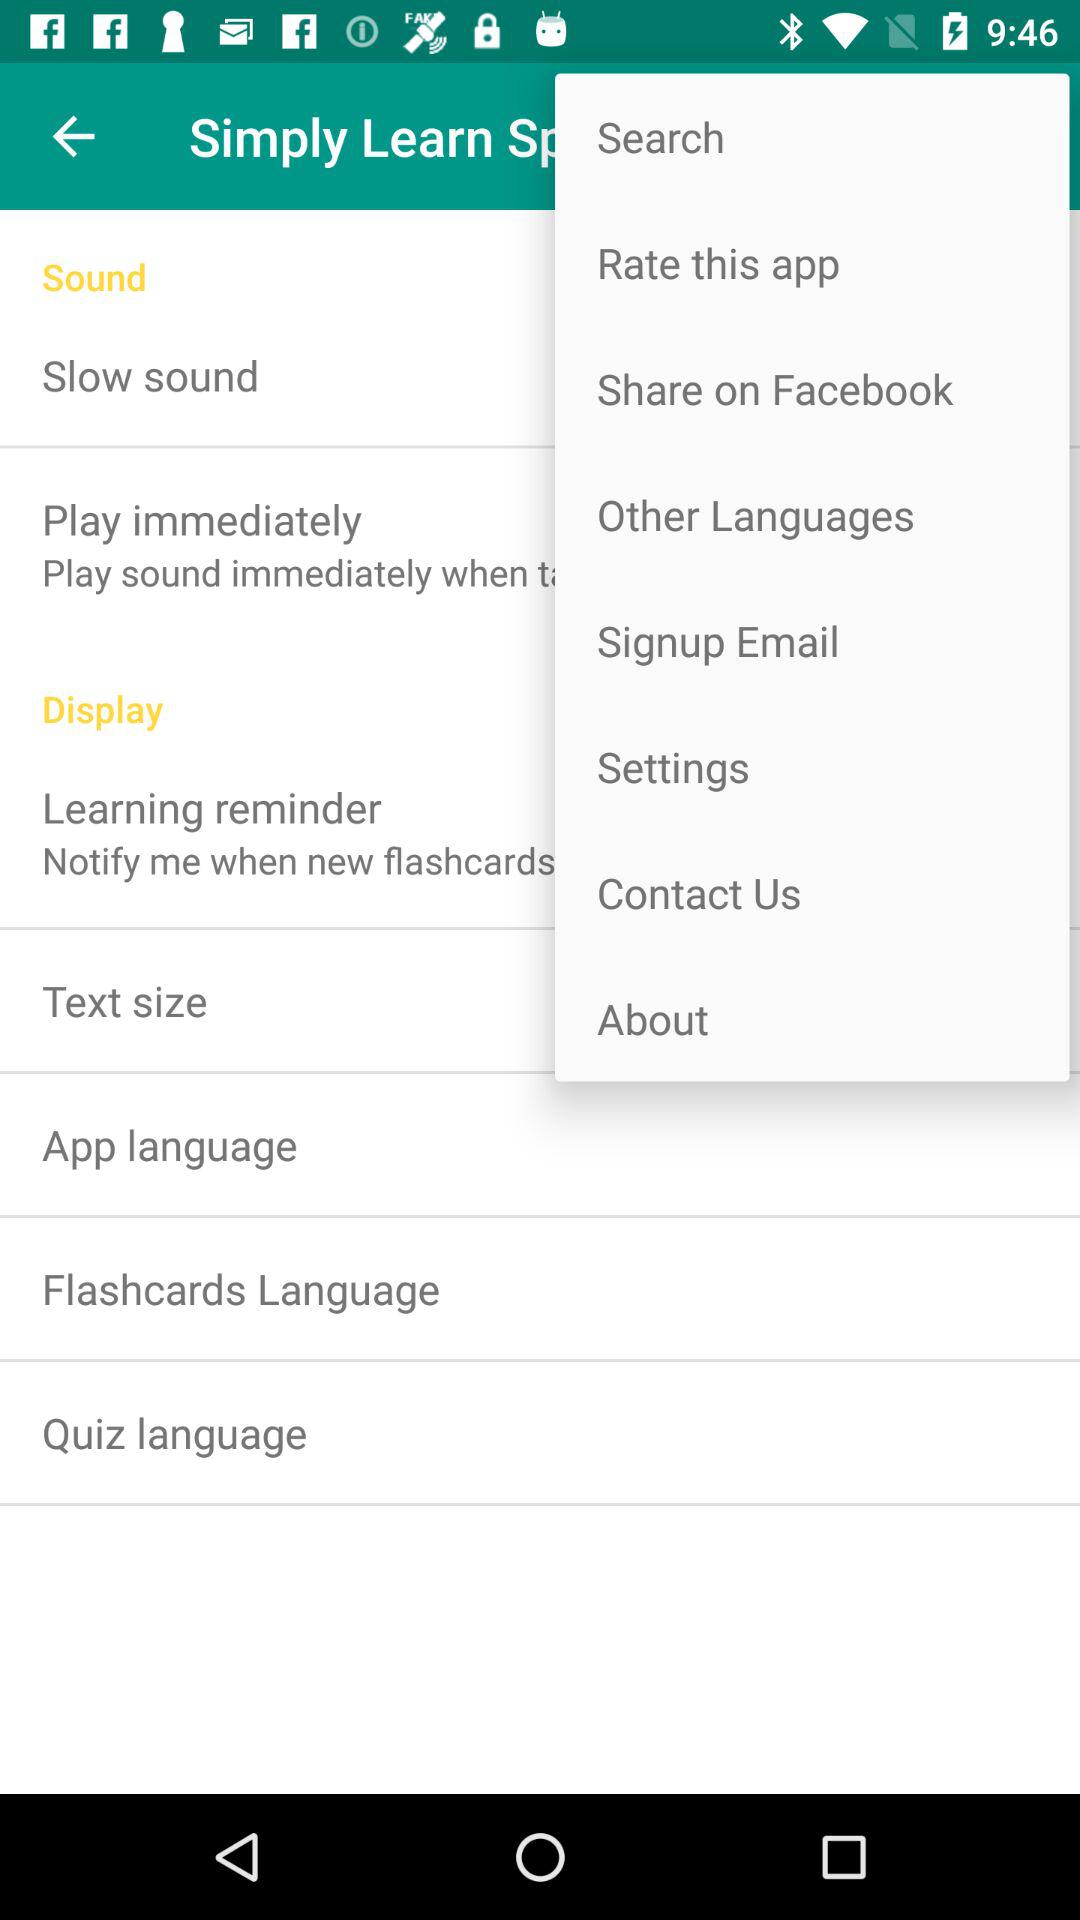 FAKE
9:46
Simply Learn
Search
Rate this app
Share on Facebook
Other Languages
Signup Email
Settings
Contact Us
About
Sound
Slow sound
Play immediately
Play sound immediately when
Display
Learning reminder
Notify me when new flashcards
Text size
App language
Flashcards Language
Quiz language